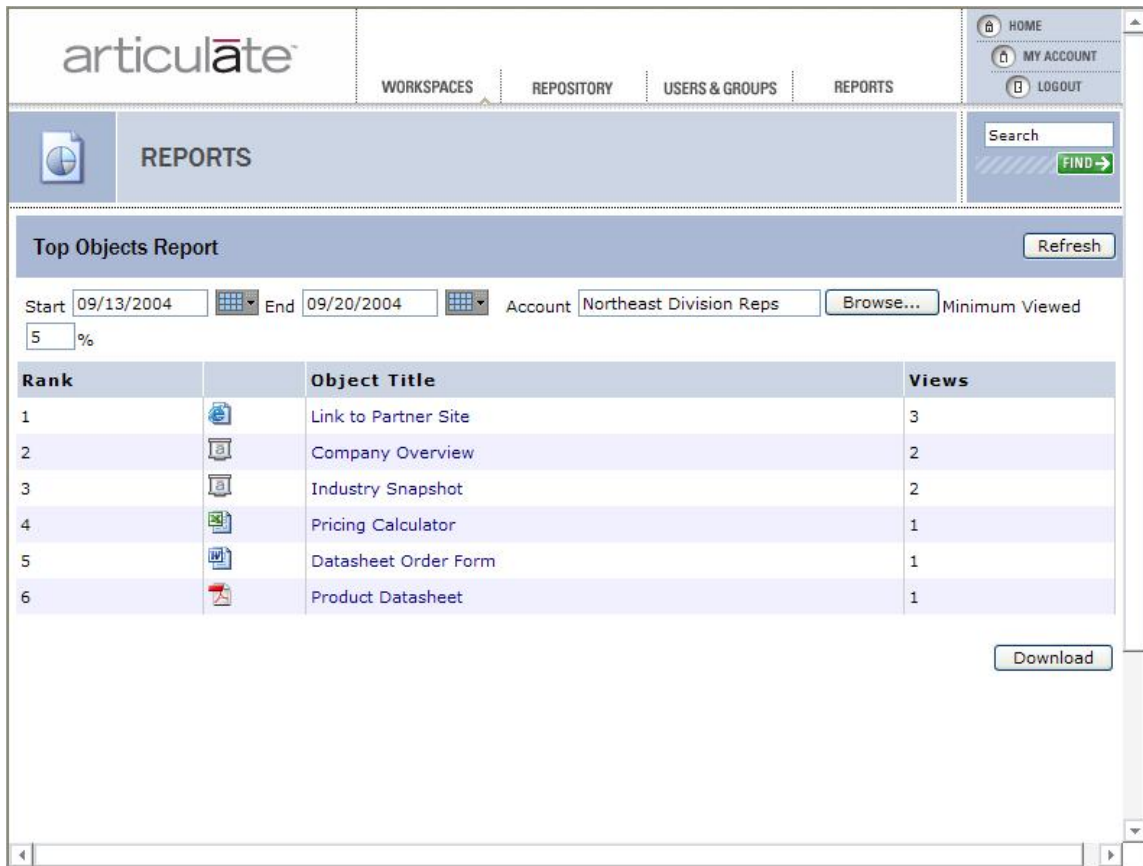 articulāte™
WORKSPACES REPOSITORY USERS & GROUPS REPORTS
HOME
MY ACCOUNT
LOGOUT
REPORTS
Search
FIND
Top Objects Report Refresh
Start 09/13/2004 End 09/20/2004 Account Northeast Division Reps Browse... Minimum Viewed
5 %
Rank Object Title Views
1 Link to Partner Site 3
2 a Company Overview 2
3 a Industry Snapshot 2
4 Pricing Calculator 1
5 W Datasheet Order Form 1
6 Product Datasheet 1
Download